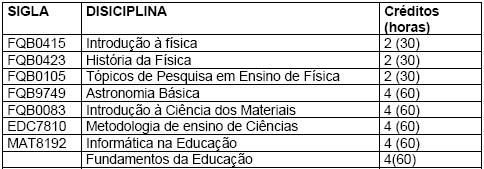 SIGLA DISICIPLINA Créditos
(horas)
FQB0415 Introdução à física 2 (30)
FQB0423 História da Física 2 (30)
FQB0105 Tópicos de Pesquisa em Ensino de Física 2 (30)
FQB9749 Astronomia Básica 4 (60)
FQB0083 Introdução à Ciência dos Materiais 4 (60)
EDC7810 Metodologia de ensino de Ciências 4 (60)
MAT8192 Informática na Educação 4 (60)
Fundamentos da Educação 4(60)